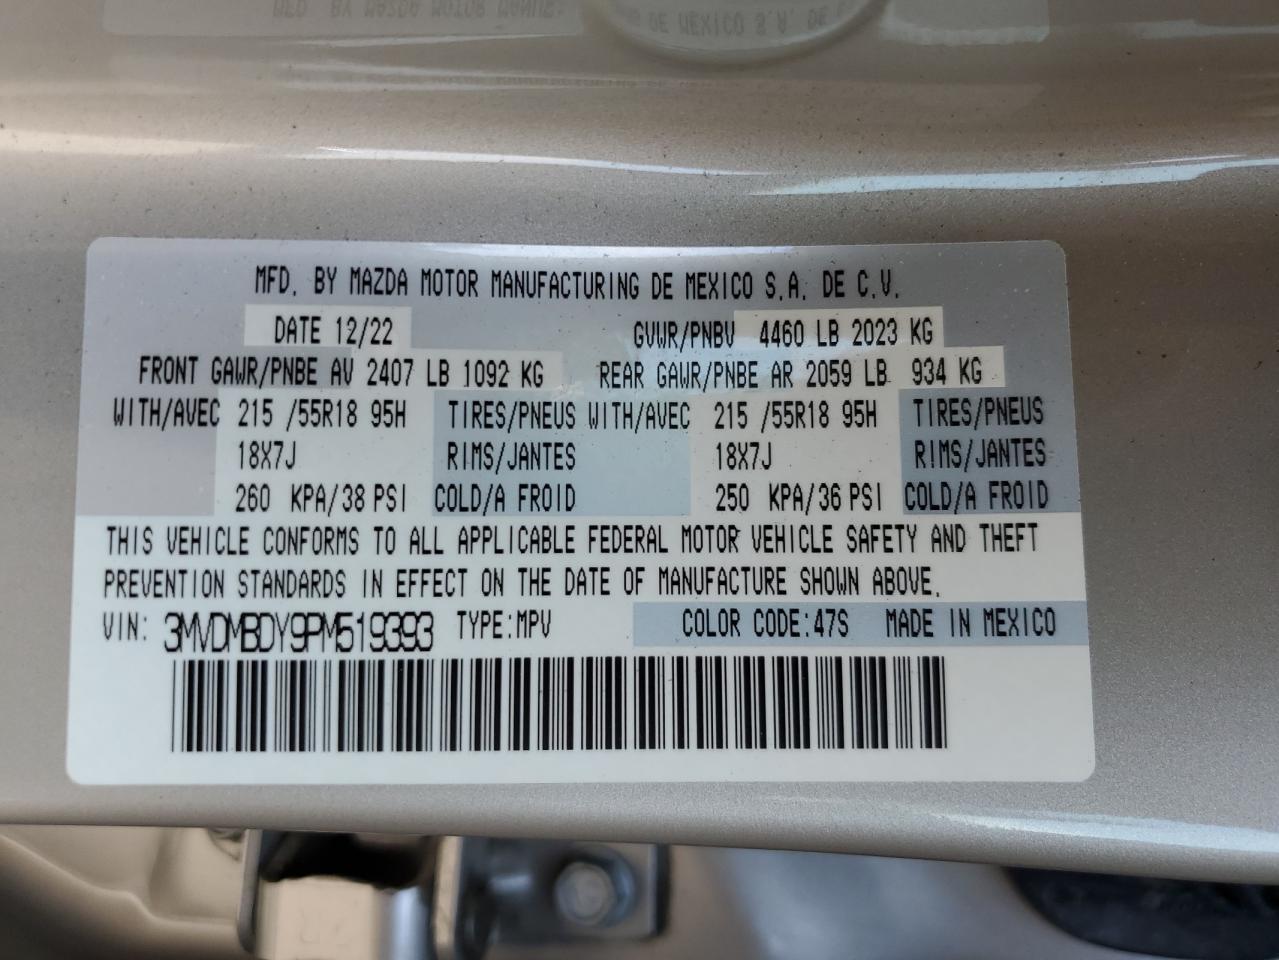 MFD. BY MAZDA MOTOR MANUFACTURING DE MEXICO S.A. DE C.V.
DATE 12/22 GVWR/PNBV 4460 LB 2023 KG
FRONT GAWR/PNBE AV 2407 LB 1092 KG REAR GAWR/PNBE AR 2059 LB 934 KG
WITH/AVEC 215 /55R18 95H TIRES/PNEUS WITH/AVEC 215 /55R18 95H TIRES/PNEUS
18X7J RIMS/JANTES 18X7J RIMS/JANTES
260 KPA/38 PSI COLD/A FROID 250 KPA/36 PSI COLD/A FROID
THIS VEHICLE CONFORMS TO ALL APPLICABLE FEDERAL MOTOR VEHICLE SAFETY AND THEFT
PREVENTION STANDARDS IN EFFECT ON THE DATE OF MANUFACTURE SHOWN ABOVE.
VIN: 3MVDMBDY9PM519393 TYPE:MPV COLOR CODE:47S MADE IN MEXICO